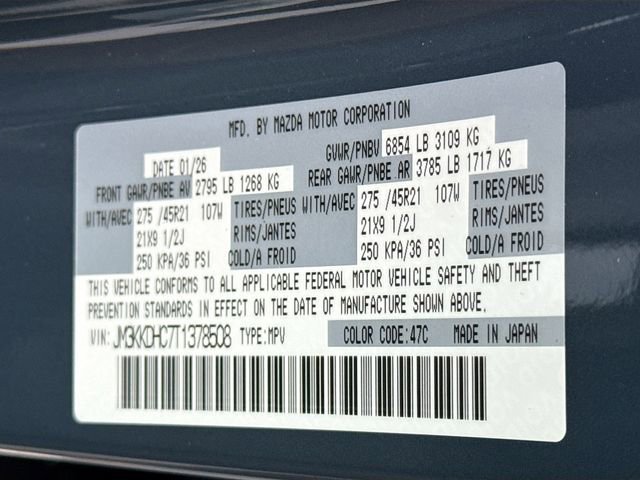 MFD. BY MAZDA MOTOR CORPORATION
DATE 01/26 GVWR/PNBV 6854 LB 3109 KG
FRONT GAWR/PNBE AV 2795 LB 1268 KG REAR GAWR/PNBE AR 3785 LB 1717 KG
WITH/AVEC 275 /45R21 107W TIRES/PNEUS WITH/AVEC 275 /45R21 107W TIRES/PNEUS
21X9 1/2J RIMS/JANTES 21X9 1/2J RIMS/JANTES
250 KPA/36 PSI COLD/A FROID 250 KPA/36 PSI COLD/A FROID
THIS VEHICLE CONFORMS TO ALL APPLICABLE FEDERAL MOTOR VEHICLE SAFETY AND THEFT
PREVENTION STANDARDS IN EFFECT ON THE DATE OF MANUFACTURE SHOWN ABOVE.
VIN: JM3KKDHC7T1378508 TYPE:MPV COLOR CODE:47C MADE IN JAPAN